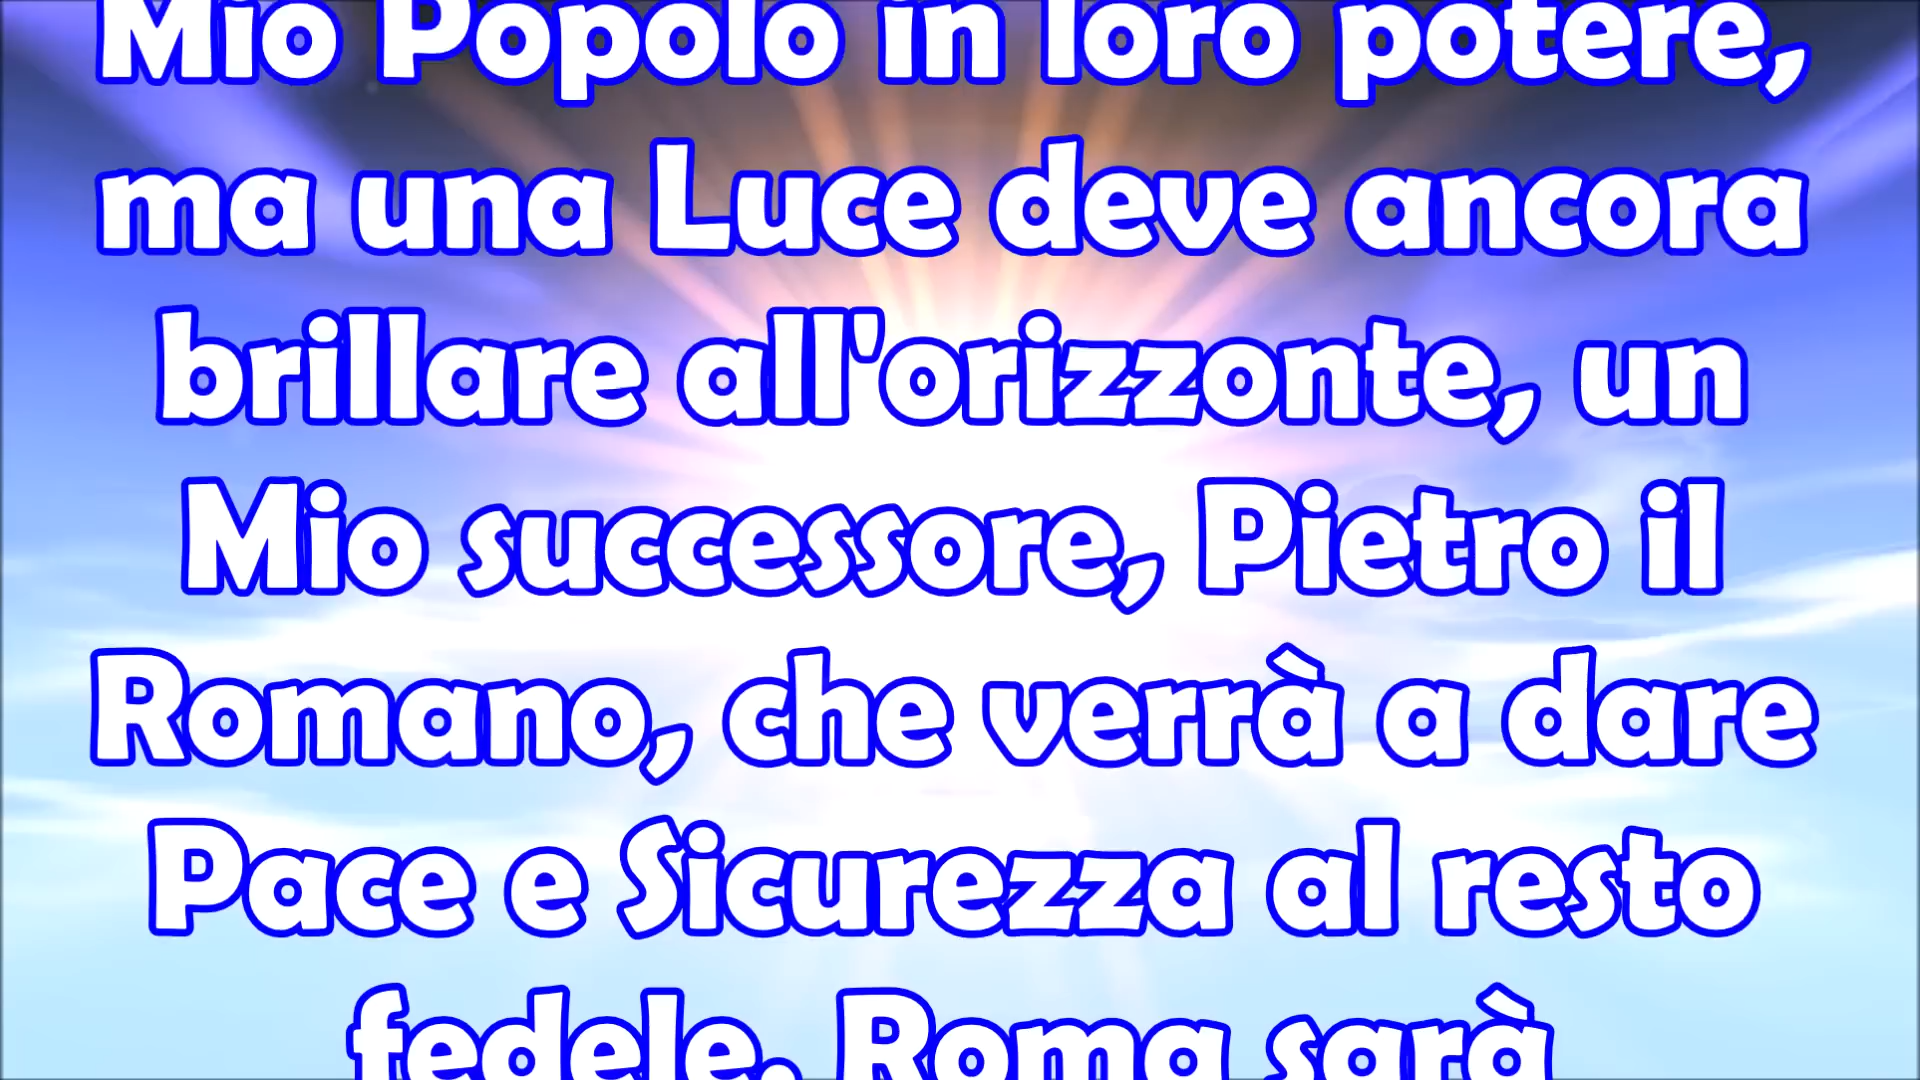 Mio Popolo in loro potere,
ma una Luce deve ancora
brillare all'orizzonte, un
Mio successore, Pietro il
Romano, che verrà a dare
Pace e Sicurezza al resto
fedele. Roma sarà